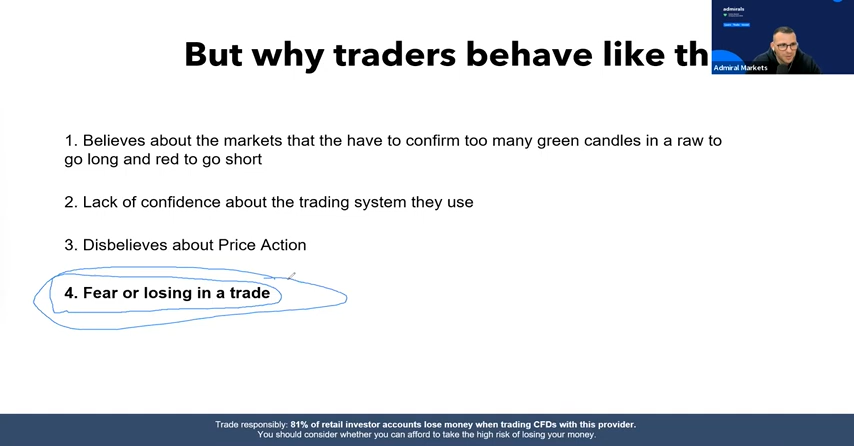 But why traders behave like th
admirals
Admiral Markets
1. Believes about the markets that the have to confirm too many green candles in a raw to
go long and red to go short
2. Lack of confidence about the trading system they use
3. Disbelieves about Price Action
4. Fear or losing in a trade
Trade responsibly: 81% of retail investor accounts lose money when trading CFDs with this provider.
You should consider whether you can afford to take the high risk of losing your money.